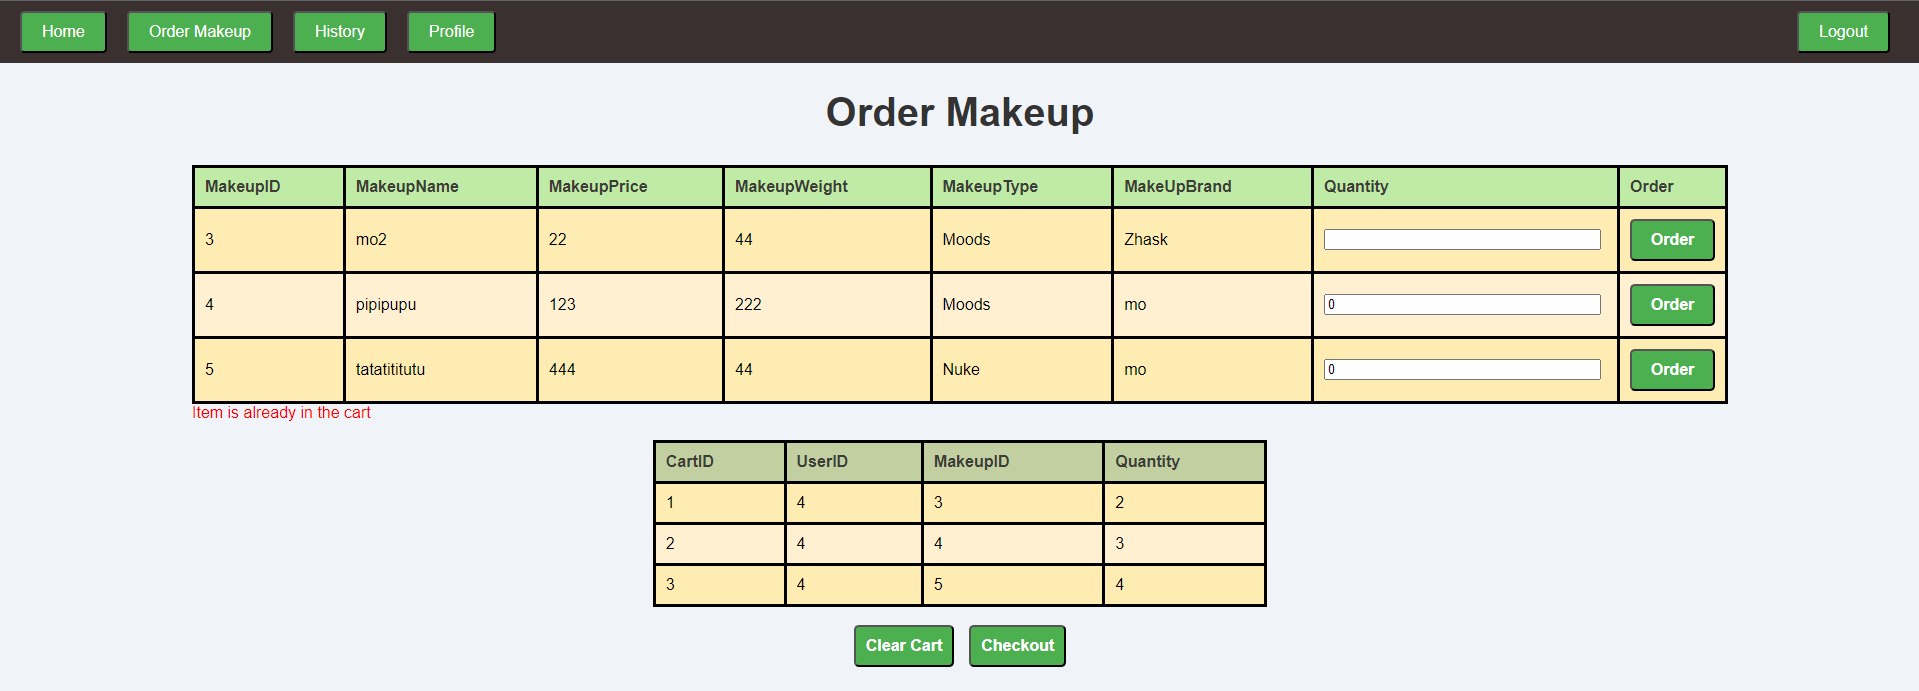 Home Order Makeup History Profile Logout
Order Makeup
MakeupID MakeupName MakeupPrice MakeupWeight MakeupType MakeUpBrand Quantity Order
3 mo2 22 44 Moods Zhask Order
4 pipipupu 123 222 Moods mo 0 Order
5 tatatititutu 444 44 Nuke mo 0 Order
Item is already in the cart
CartID UserID MakeupID Quantity
1 4 3 2
2 4 4 3
3 4 5 4
Clear Cart Checkout